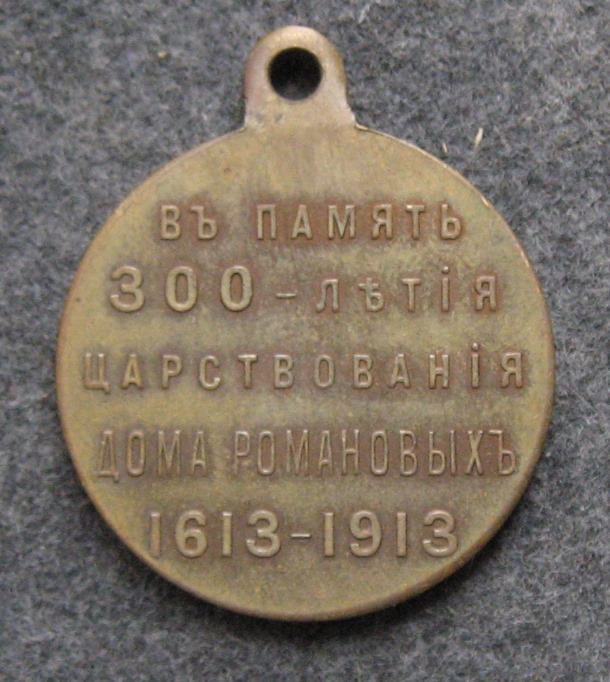 ВЪ ПАМЯТЬ
300-ЛѢТІЯ
ЦАРСТВОВАНІЯ
ДОМА РОМАНОВЫХЪ
1613-1913